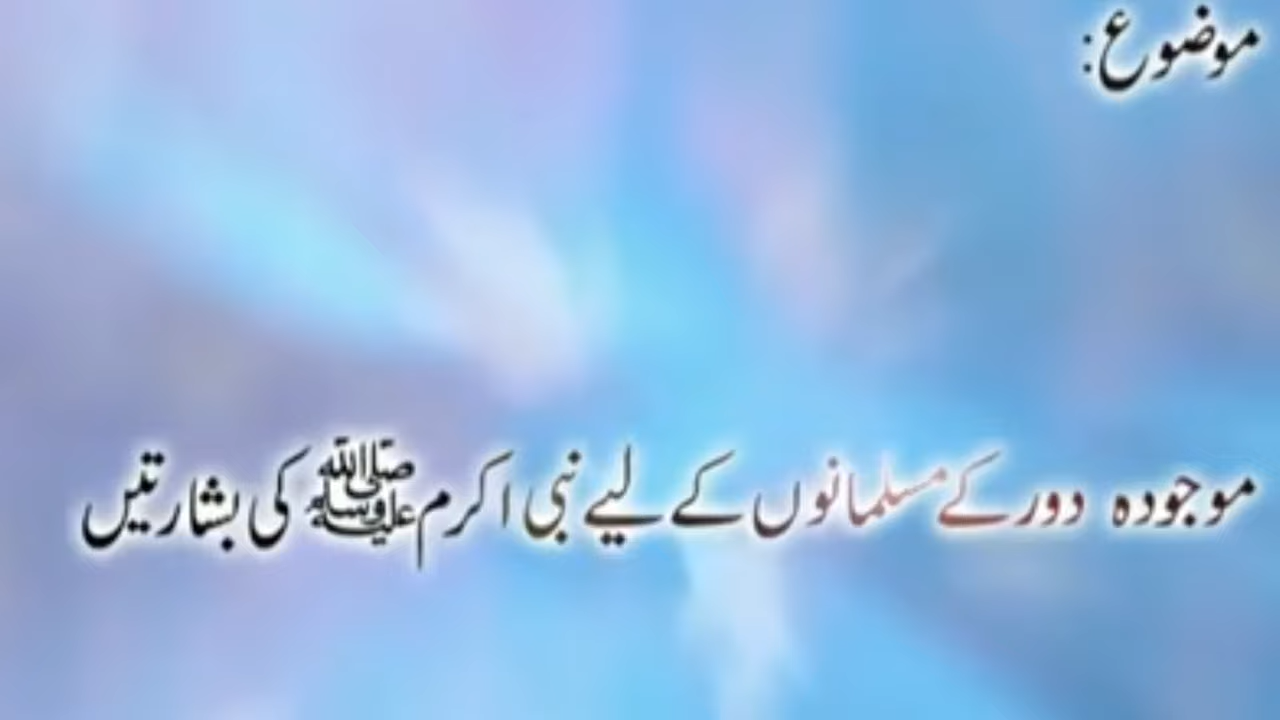 موضوع:
موجودہ دور کے مسلمانوں کے لیے نبی اکرم ﷺ کی بشارتیں